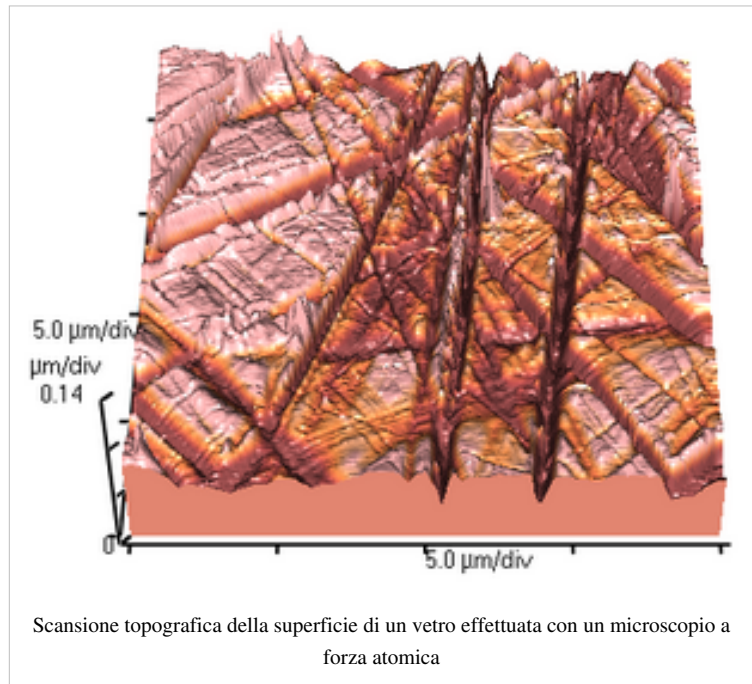 5.0 µm/div
µm/div
0.14
0
5.0 µm/div
Scansione topografica della superficie di un vetro effettuata con un microscopio a
forza atomica